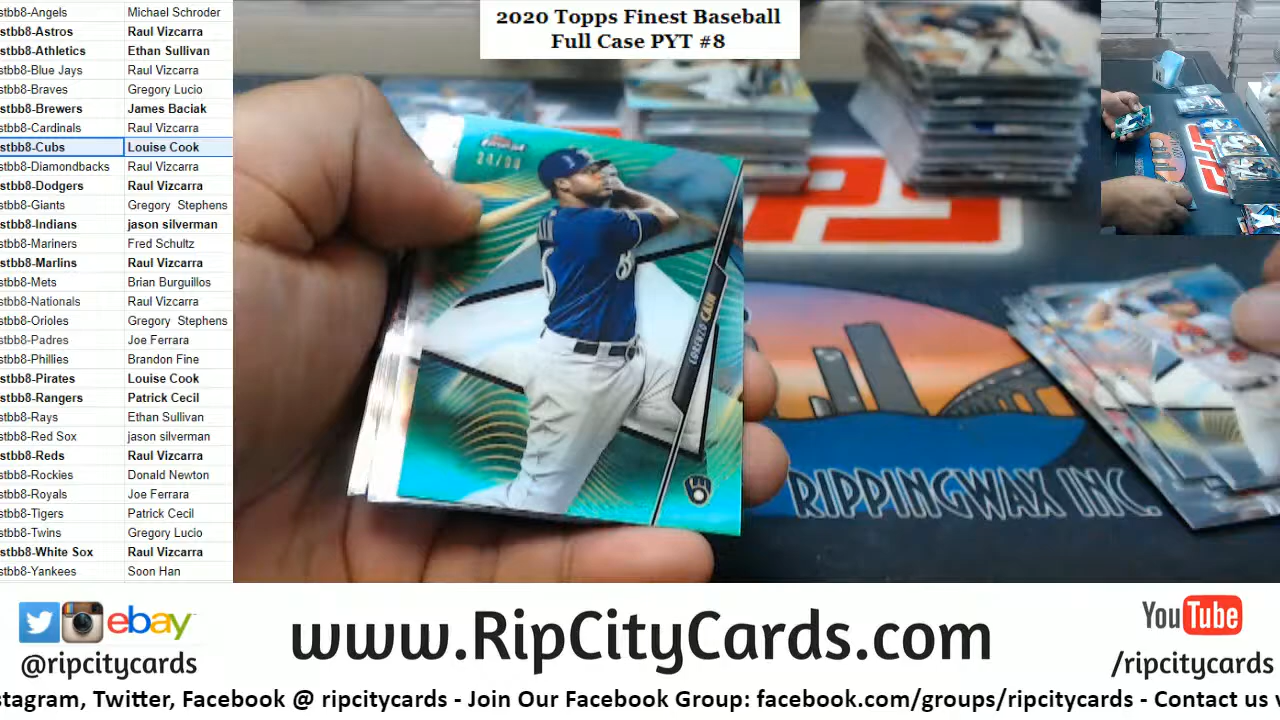 2020 Topps Finest Baseball
Full Case PYT #8
stbb8-Angels Michael Schroder
stbb8-Astros Raul Vizcarra
stbb8-Athletics Ethan Sullivan
stbb8-Blue Jays Raul Vizcarra
stbb8-Braves Gregory Lucio
stbb8-Brewers James Baciak
stbb8-Cardinals Raul Vizcarra
stbb8-Cubs Louise Cook
stbb8-Diamondbacks Raul Vizcarra
stbb8-Dodgers Raul Vizcarra
stbb8-Giants Gregory Stephens
stbb8-Indians jason silverman
stbb8-Mariners Fred Schultz
stbb8-Marlins Raul Vizcarra
stbb8-Mets Brian Burguillos
stbb8-Nationals Raul Vizcarra
stbb8-Orioles Gregory Stephens
stbb8-Padres Joe Ferrara
stbb8-Phillies Brandon Fine
stbb8-Pirates Louise Cook
stbb8-Rangers Patrick Cecil
stbb8-Rays Ethan Sullivan
stbb8-Red Sox jason silverman
stbb8-Reds Raul Vizcarra
stbb8-Rockies Donald Newton
stbb8-Royals Joe Ferrara
stbb8-Tigers Patrick Cecil
stbb8-Twins Gregory Lucio
stbb8-White Sox Raul Vizcarra
stbb8-Yankees Soon Han
LORENZO CAIN
RIPPINGWAX INC.
ebay
@ripcitycards
www.RipCityCards.com
YouTube
/ripcitycards
stagram, Twitter, Facebook @ ripcitycards - Join Our Facebook Group: facebook.com/groups/ripcitycards - Contact us